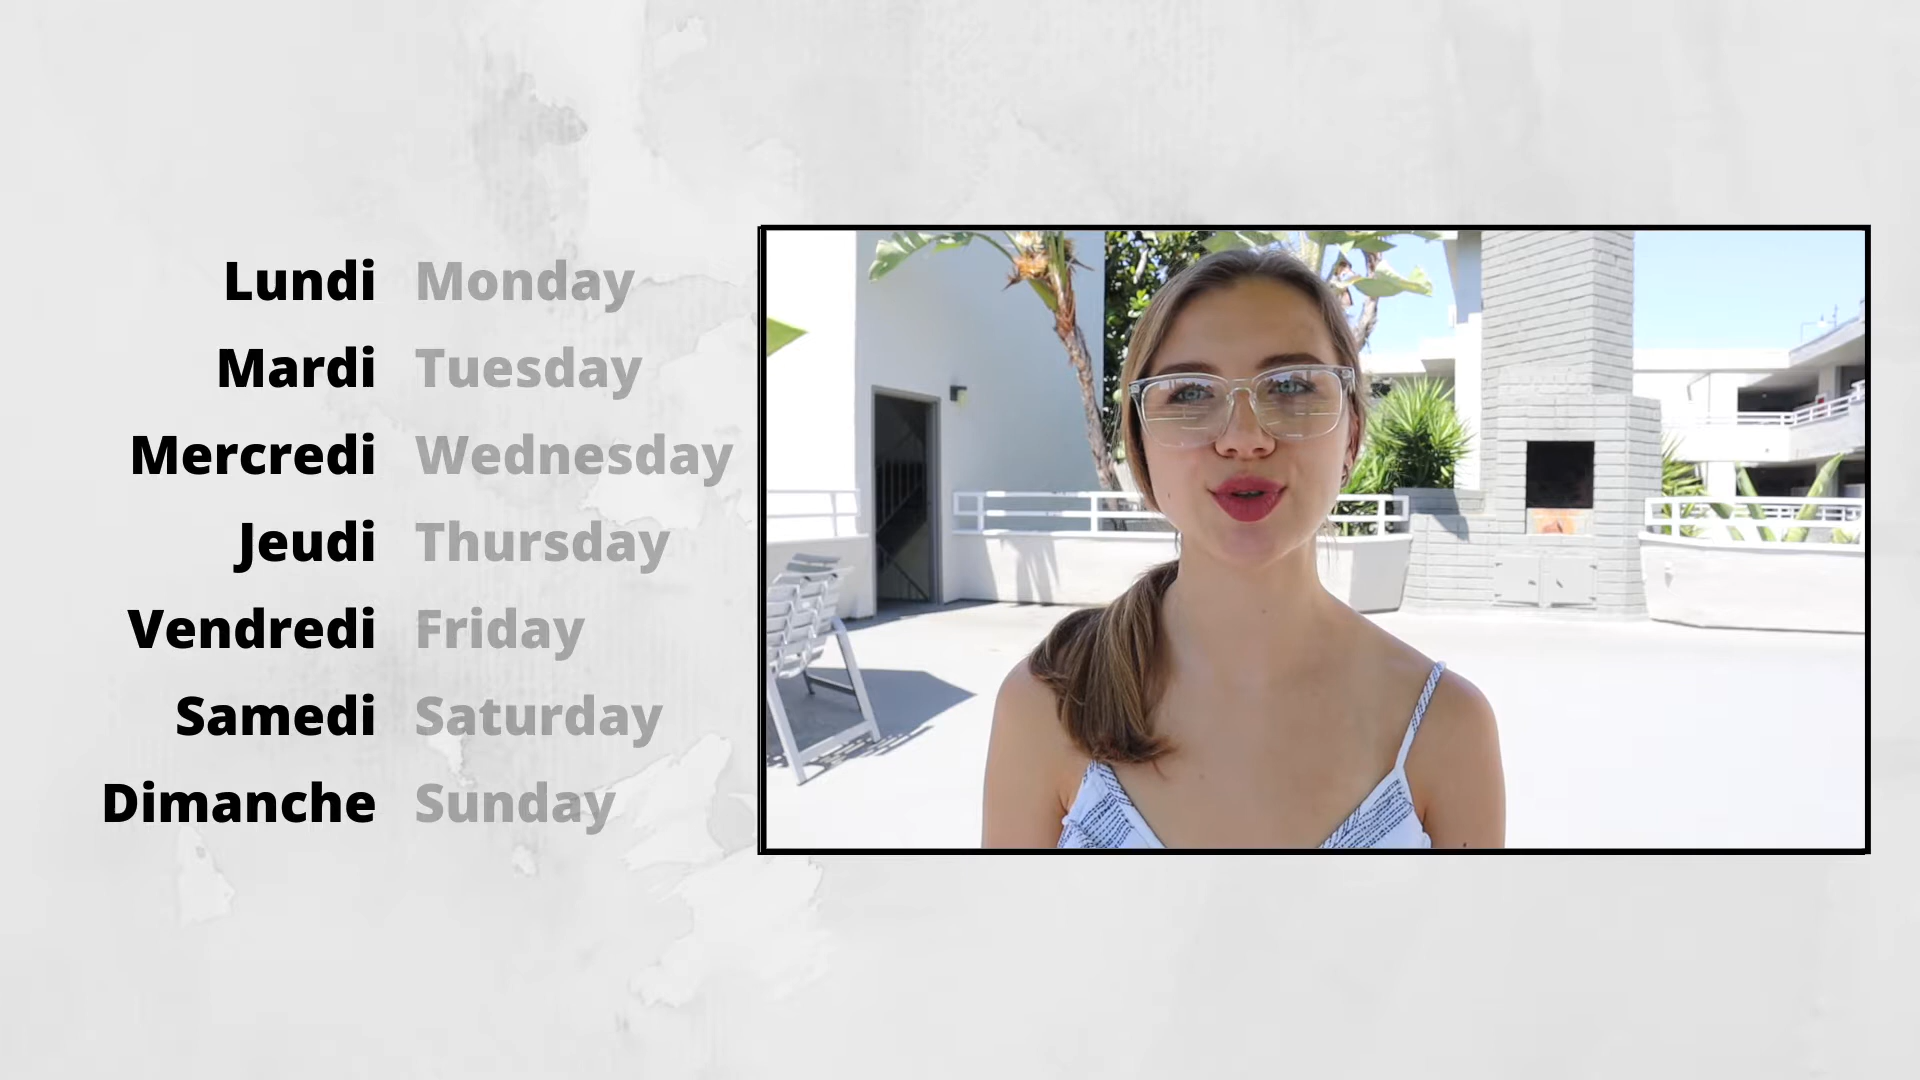 Lundi Monday
Mardi Tuesday
Mercredi Wednesday
Jeudi Thursday
Vendredi Friday
Samedi Saturday
Dimanche Sunday